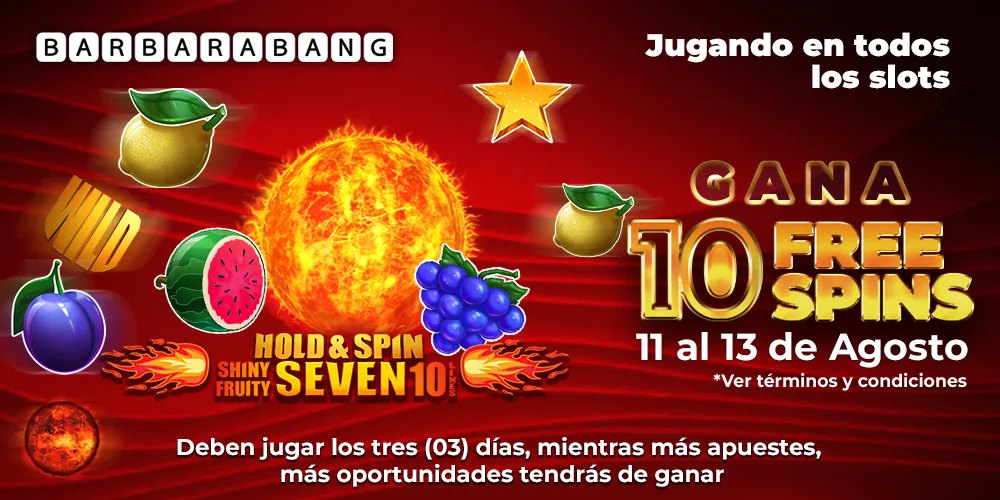 BARBARABANG
Jugando en todos
los slots
WILD
GANA
10 FREE
SPINS
11 al 13 de Agosto
*Ver términos y condiciones
HOLD & SPIN
SHINY
FRUITY
SEVEN 10
LINES
Deben jugar los tres (03) días, mientras más apuestes,
más oportunidades tendrás de ganar